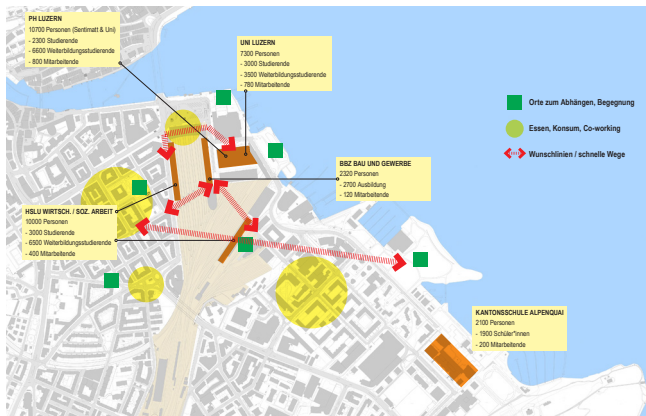 PH LUZERN
10700 Personen (Sentimatt & Uni)
- 2300 Studierende
- 6600 Weiterbildungsstudierende
- 800 Mitarbeitende
UNI LUZERN
7300 Personen
- 3000 Studierende
- 3500 Weiterbildungsstudierende
- 780 Mitarbeitende
Orte zum Abhängen, Begegnung
Essen, Konsum, Co-working
Wunschlinien / schnelle Wege
BBZ BAU UND GEWERBE
2320 Personen
- 2700 Ausbildung
- 120 Mitarbeitende
HSLU WIRTSCH. / SOZ. ARBEIT
10000 Personen
- 3000 Studierende
- 6500 Weiterbildungsstudierende
- 400 Mitarbeitende
KANTONSSCHULE ALPENQUAI
2100 Personen
- 1900 Schüler*innen
- 200 Mitarbeitende